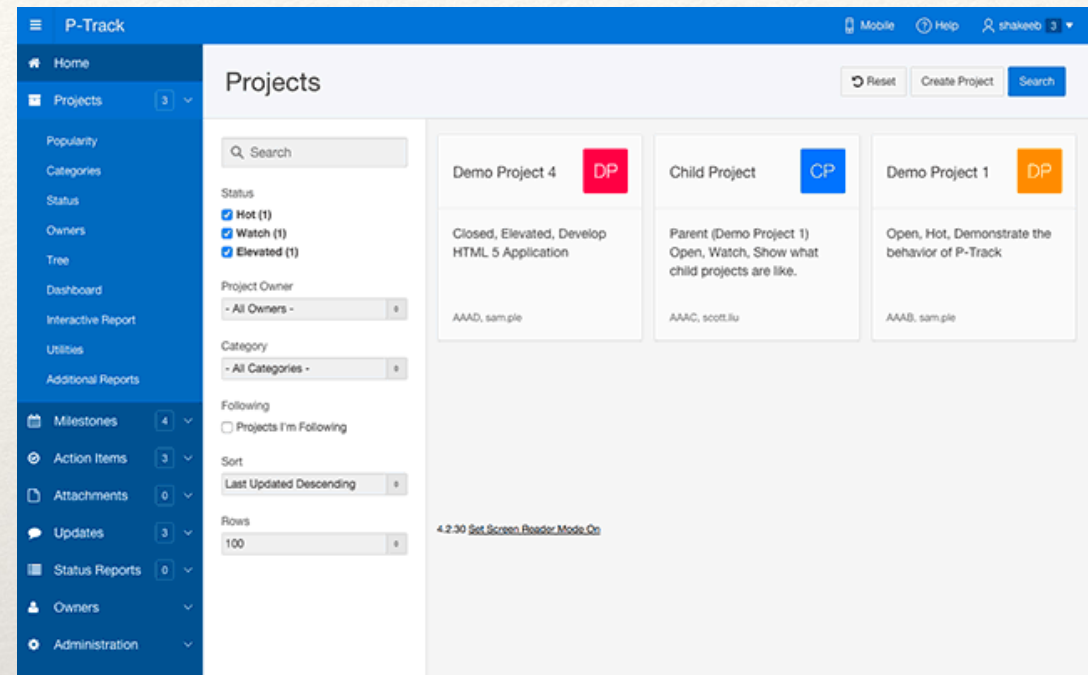 P-Track
Mobile
Help
shakeeb 3
Home
Projects 3
Popularity
Categories
Status
Owners
Tree
Dashboard
Interactive Report
Utilities
Additional Reports
Milestones 4
Action Items 3
Attachments 0
Updates 3
Status Reports 0
Owners
Administration
Projects
Reset
Create Project
Search
Search
Status
Hot (1)
Watch (1)
Elevated (1)
Project Owner
- All Owners -
Category
- All Categories -
Following
Projects I'm Following
Sort
Last Updated Descending
Rows
100
Demo Project 4
DP
Closed, Elevated, Develop
HTML 5 Application
AAAD, sam.ple
Child Project
CP
Parent (Demo Project 1)
Open, Watch, Show what
child projects are like.
AAAC, scott.liu
Demo Project 1
DP
Open, Hot, Demonstrate the
behavior of P-Track
AAAB, sam.ple
4.2.30 Set Screen Reader Mode On